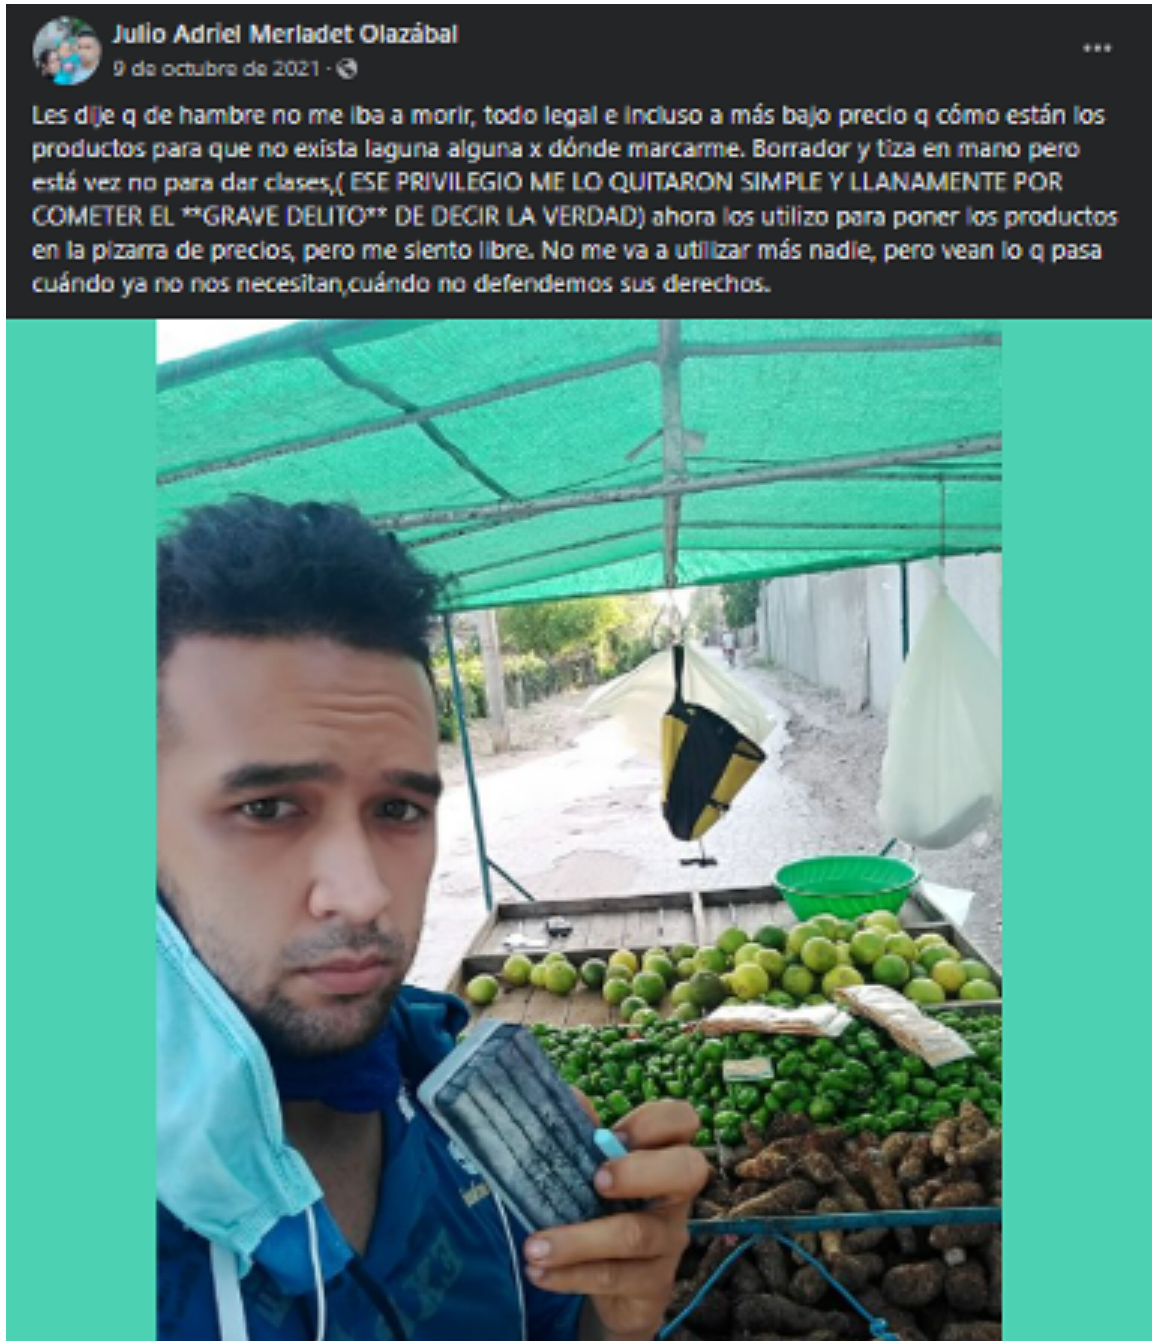 Julio Adriel Merladet Olazábal
9 de octubre de 2021 ·
Les dije q de hambre no me iba a morir, todo legal e incluso a más bajo precio q cómo están los
productos para que no exista laguna alguna x dónde marcarme. Borrador y tiza en mano pero
está vez no para dar clases,( ESE PRIVILEGIO ME LO QUITARON SIMPLE Y LLANAMENTE POR
COMETER EL **GRAVE DELITO** DE DECIR LA VERDAD) ahora los utilizo para poner los productos
en la pizarra de precios, pero me siento libre. No me va a utilizar más nadie, pero vean lo q pasa
cuándo ya no nos necesitan,cuándo no defendemos sus derechos.